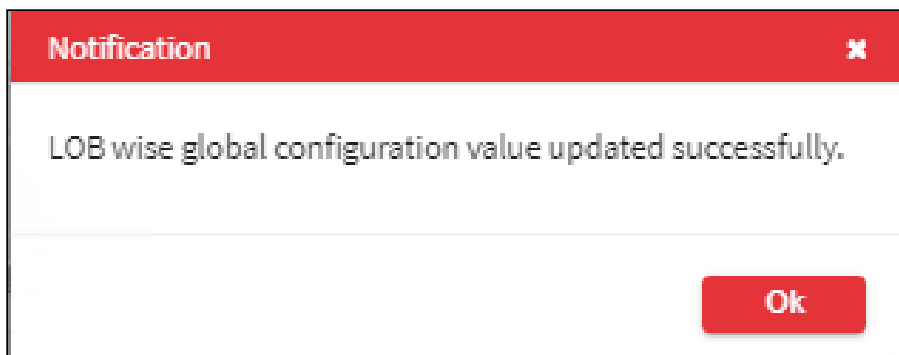 Notification
LOB wise global configuration value updated successfully.
Ok